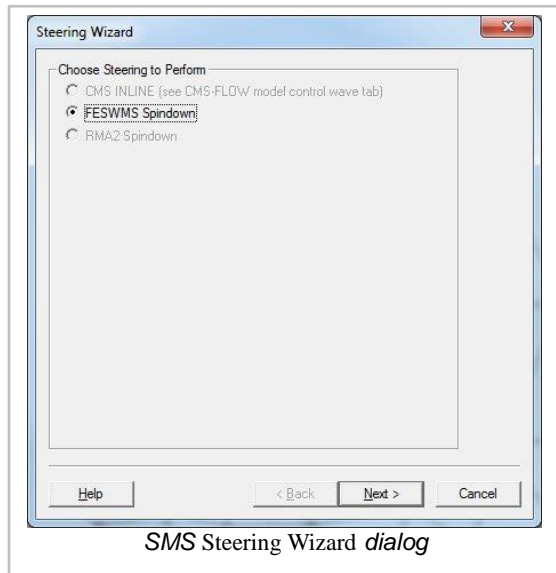 Steering Wizard
x
Choose Steering to Perform
CMS INLINE (see CMS-FLOW model control wave tab)
FESWMS Spindown
RMA2 Spindown
Help
< Back
Next >
Cancel
SMS Steering Wizard dialog